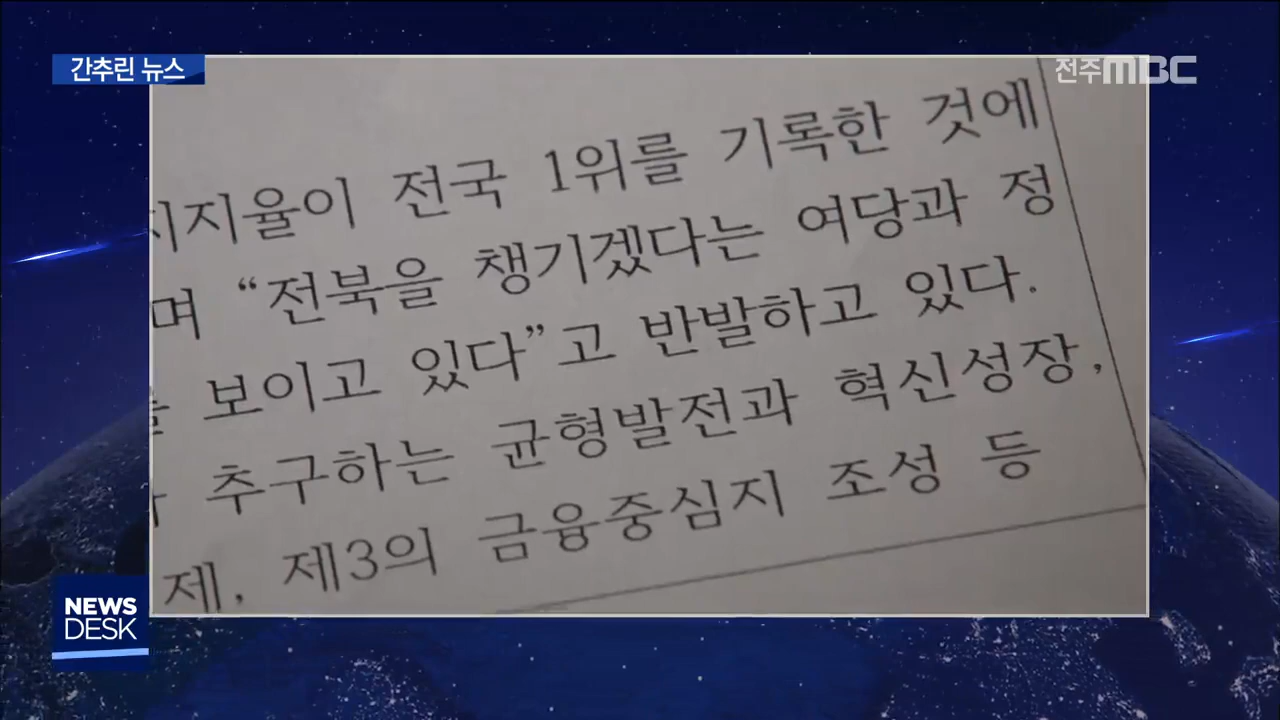 간추린 뉴스
전주MBC
지지율이 전국 1위를 기록한 것에
며 “전북을 챙기겠다는 여당과 정
보이고 있다”고 반발하고 있다.
추구하는 균형발전과 혁신성장,
제, 제3의 금융중심지 조성 등
NEWS
DESK